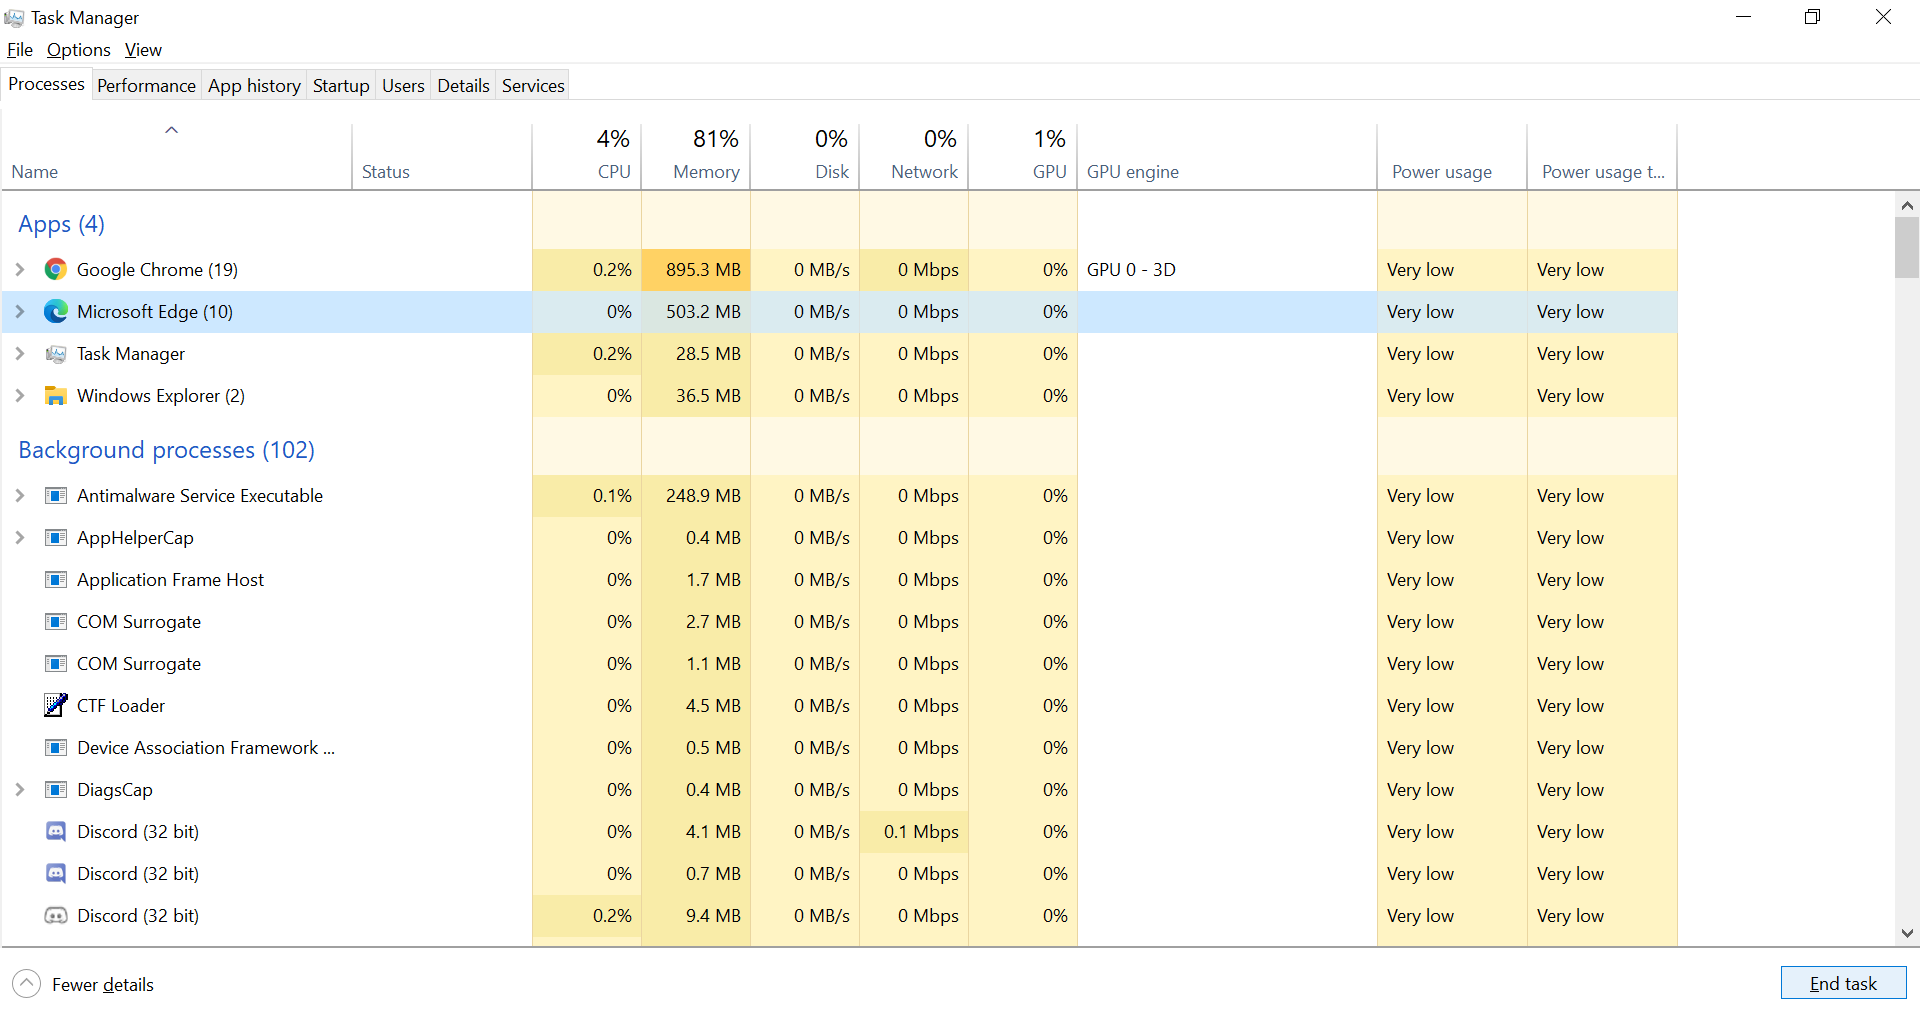 Task Manager
File Options View
Processes Performance App history Startup Users Details Services
4% 81% 0% 0% 1%
Name Status CPU Memory Disk Network GPU GPU engine Power usage Power usage t...
Apps (4)
Google Chrome (19) 0.2% 895.3 MB 0 MB/s 0 Mbps 0% GPU 0 - 3D Very low Very low
Microsoft Edge (10) 0% 503.2 MB 0 MB/s 0 Mbps 0% Very low Very low
Task Manager 0.2% 28.5 MB 0 MB/s 0 Mbps 0% Very low Very low
Windows Explorer (2) 0% 36.5 MB 0 MB/s 0 Mbps 0% Very low Very low
Background processes (102)
Antimalware Service Executable 0.1% 248.9 MB 0 MB/s 0 Mbps 0% Very low Very low
AppHelperCap 0% 0.4 MB 0 MB/s 0 Mbps 0% Very low Very low
Application Frame Host 0% 1.7 MB 0 MB/s 0 Mbps 0% Very low Very low
COM Surrogate 0% 2.7 MB 0 MB/s 0 Mbps 0% Very low Very low
COM Surrogate 0% 1.1 MB 0 MB/s 0 Mbps 0% Very low Very low
CTF Loader 0% 4.5 MB 0 MB/s 0 Mbps 0% Very low Very low
Device Association Framework ... 0% 0.5 MB 0 MB/s 0 Mbps 0% Very low Very low
DiagsCap 0% 0.4 MB 0 MB/s 0 Mbps 0% Very low Very low
Discord (32 bit) 0% 4.1 MB 0 MB/s 0.1 Mbps 0% Very low Very low
Discord (32 bit) 0% 0.7 MB 0 MB/s 0 Mbps 0% Very low Very low
Discord (32 bit) 0.2% 9.4 MB 0 MB/s 0 Mbps 0% Very low Very low
Fewer details End task